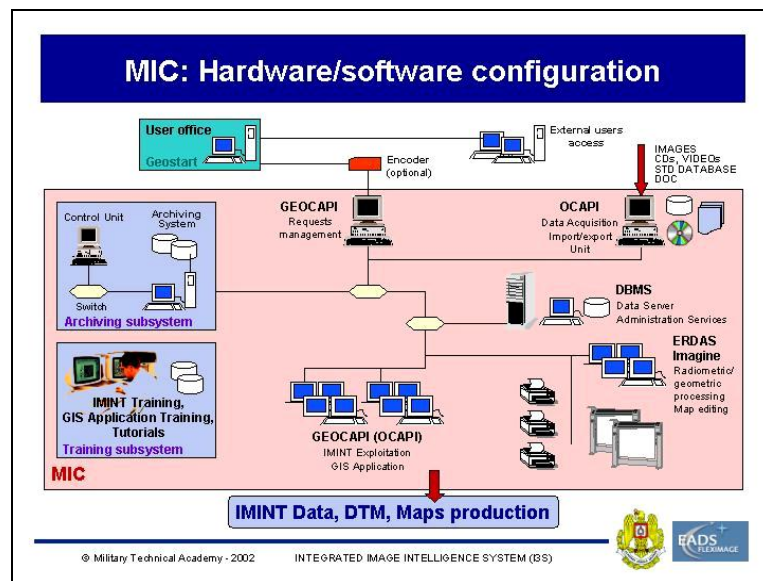 MIC: Hardware/software configuration
User office
Geostart
Encoder
(optional)
External users
access
IMAGES
CDs, VIDEOs
STD DATABASE
DOC
GEOCAPI
Requests
management
OCAPI
Data Acquisition
Import/export
Unit
Control Unit
Archiving
System
Switch
Archiving subsystem
DBMS
Data Server
Administration Services
ERDAS
Imagine
Radiometric/
geometric
processing
Map editing
IMINT Training,
GIS Application Training,
Tutorials
Training subsystem
GEOCAPI (OCAPI)
IMINT Exploitation
GIS Application
MIC
IMINT Data, DTM, Maps production
© Military Technical Academy - 2002
INTEGRATED IMAGE INTELLIGENCE SYSTEM (I3S)
EADS
FLEXIMAGE